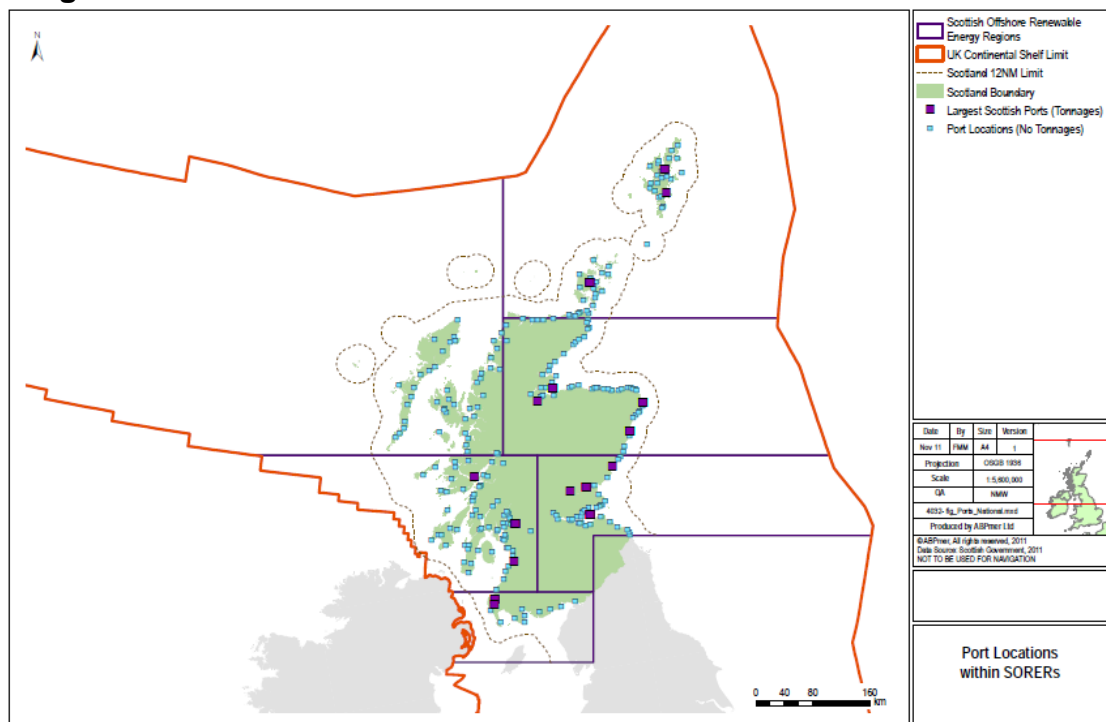 N
Scottish Offshore Renewable
Energy Regions
UK Continental Shelf Limit
Scotland 12NM Limit
Scotland Boundary
Largest Scottish Ports (Tonnages)
Port Locations (No Tonnages)
Date By Size Version
Nov 11 FMM A4 1
Projection OSGB 1936
Scale 1:5,600,000
QA NMW
4032- fig_Ports_National.mxd
Produced by ABPmer Ltd
©ABPmer, All rights reserved, 2011
Data Source: Scottish Government, 2011
NOT TO BE USED FOR NAVIGATION
Port Locations
within SORERs
0 40 80 160
km